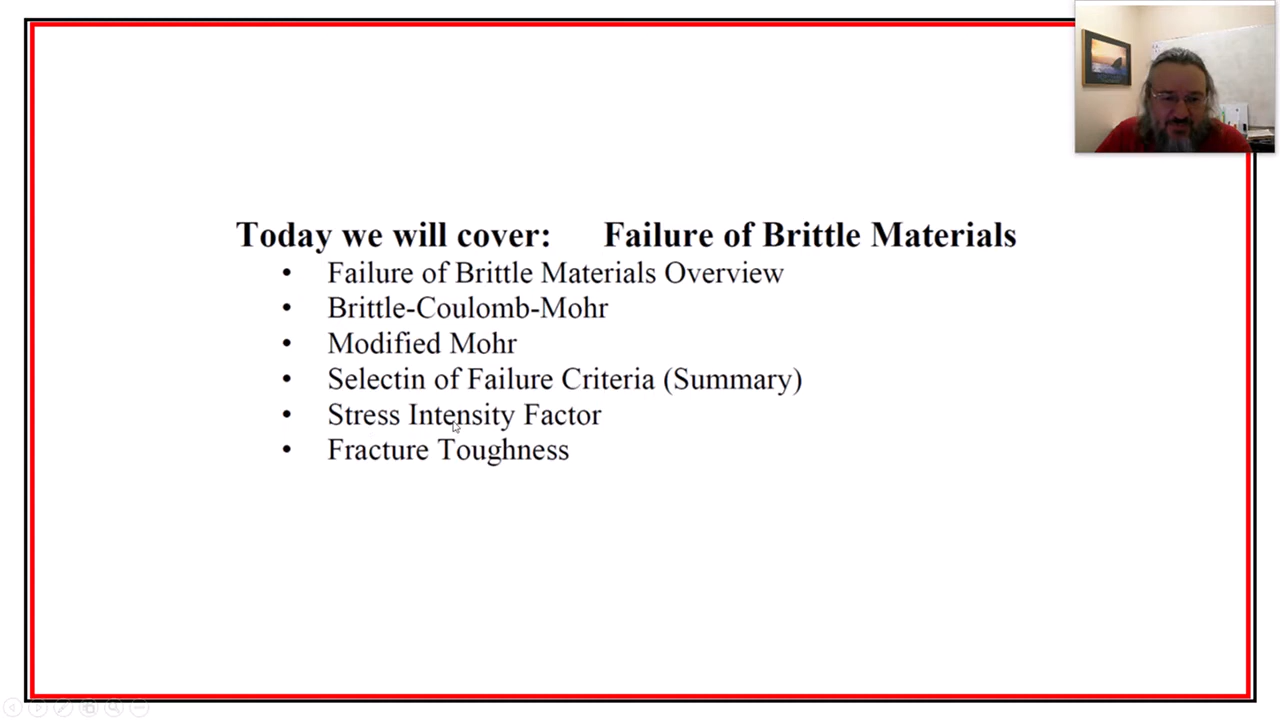 Today we will cover: Failure of Brittle Materials
• Failure of Brittle Materials Overview
• Brittle-Coulomb-Mohr
• Modified Mohr
• Selectin of Failure Criteria (Summary)
• Stress Intensity Factor
• Fracture Toughness